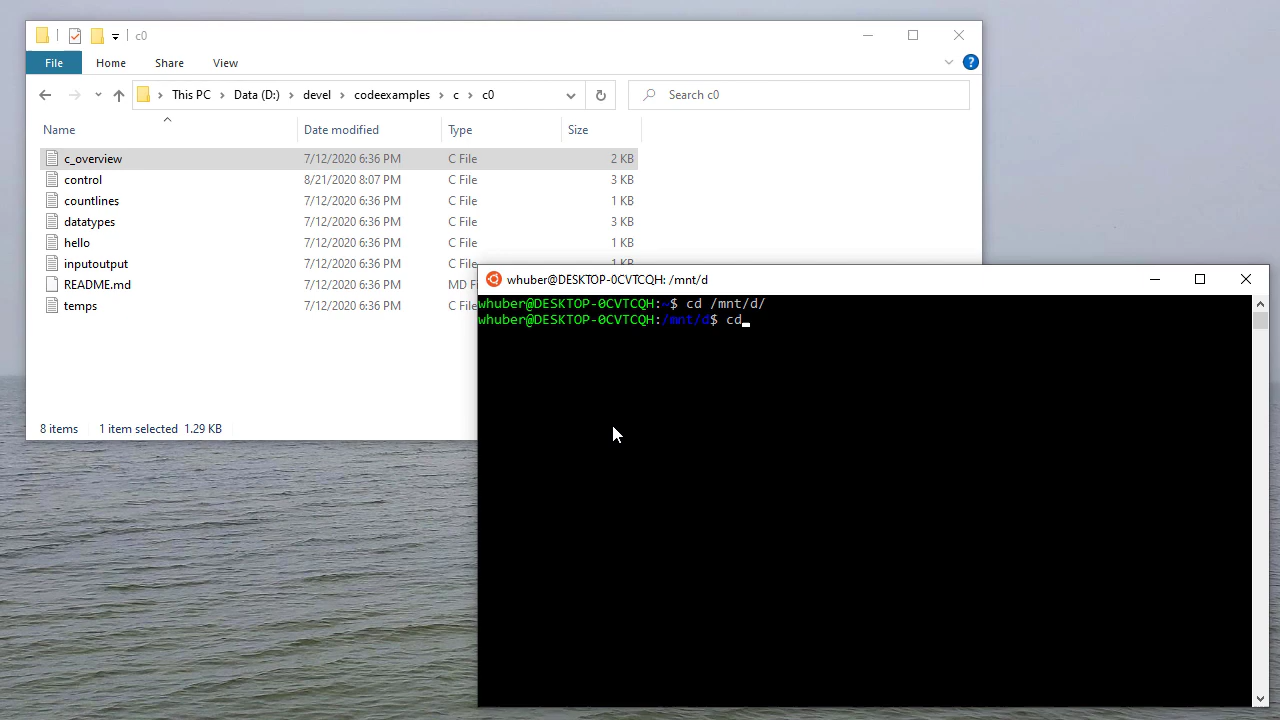 c0
File Home Share View
This PC > Data (D:) > devel > codeexamples > c > c0
Search c0
Name Date modified Type Size
c_overview 7/12/2020 6:36 PM C File 2 KB
control 8/21/2020 8:07 PM C File 3 KB
countlines 7/12/2020 6:36 PM C File 1 KB
datatypes 7/12/2020 6:36 PM C File 3 KB
hello 7/12/2020 6:36 PM C File 1 KB
inputoutput 7/12/2020 6:36 PM C File 1 KB
README.md 7/12/2020 6:36 PM MD F
temps 7/12/2020 6:36 PM C File
8 items 1 item selected 1.29 KB
whuber@DESKTOP-0CVTCQH: /mnt/d
whuber@DESKTOP-0CVTCQH:~$ cd /mnt/d/
whuber@DESKTOP-0CVTCQH:/mnt/d$ cd